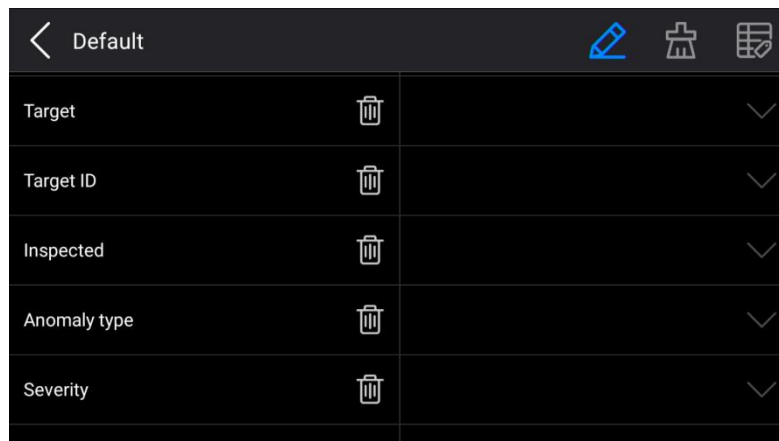 Default
Target
Target ID
Inspected
Anomaly type
Severity